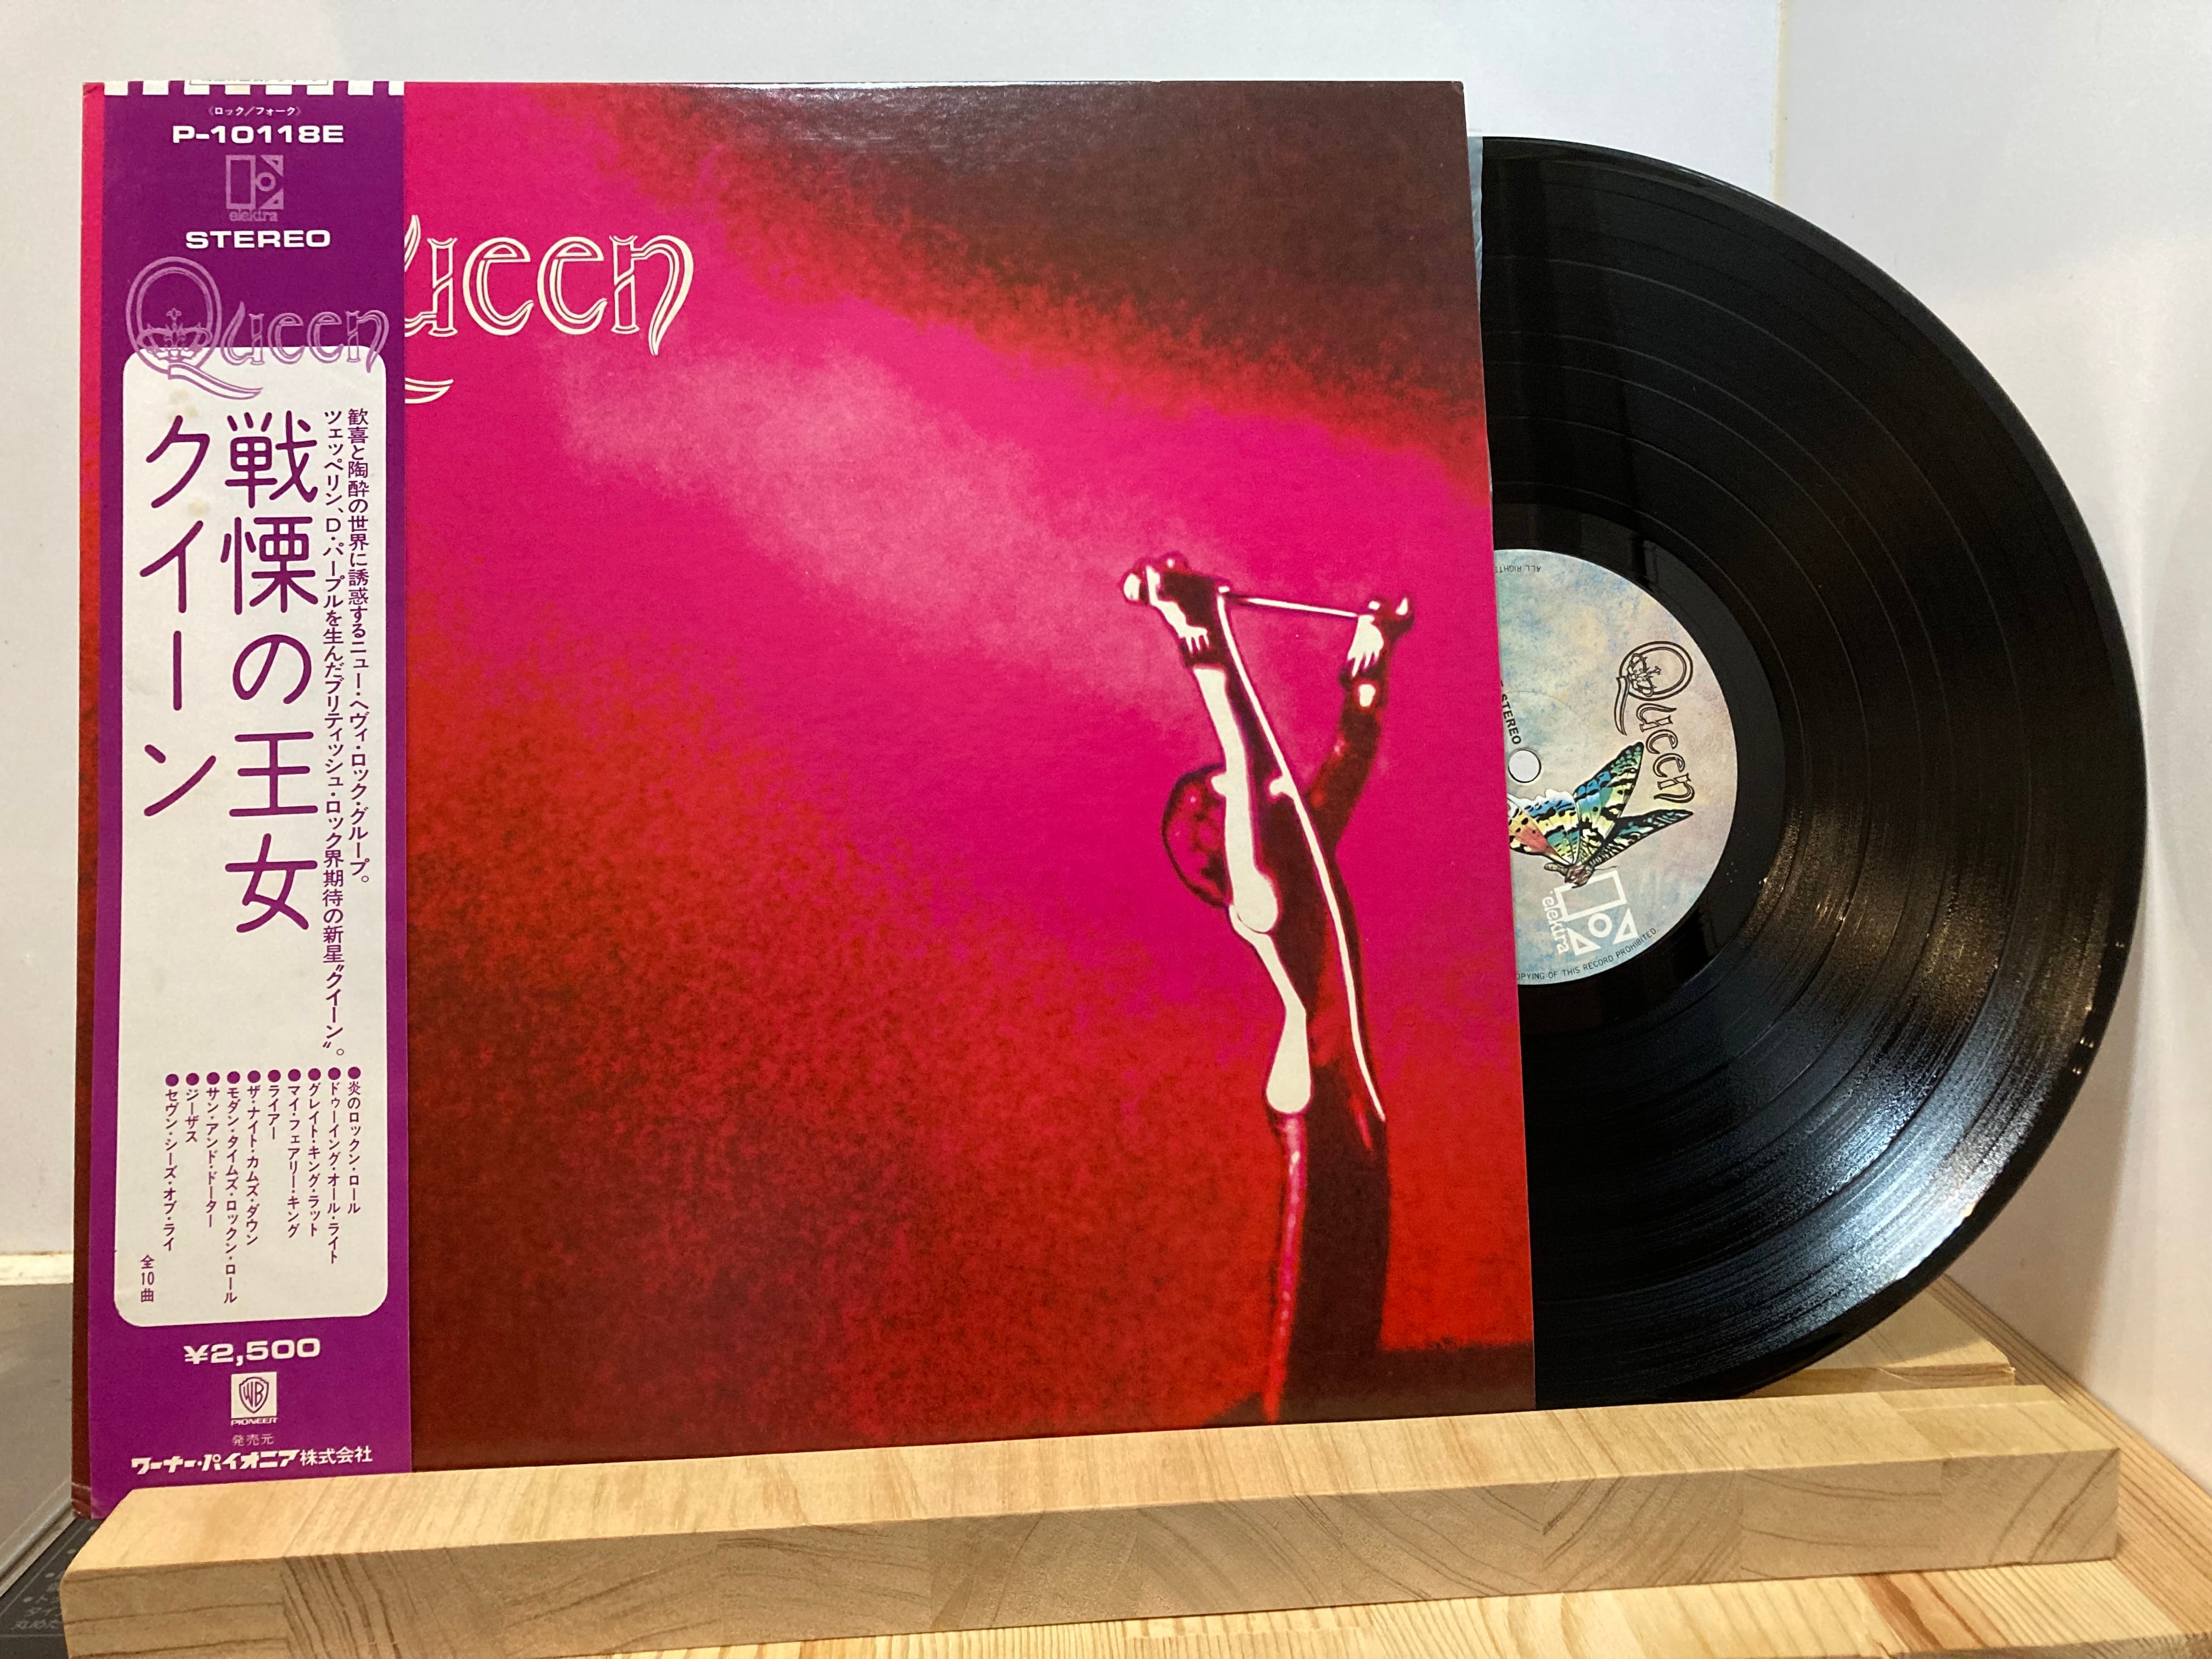 《ロック/フォーク》
P-10118E
elektra
STEREO
Queen
歓喜と陶酔の世界に誘惑するニュー・ヘヴィ・ロック・グループ。
ツェッペリン、D・パープルを生んだブリティッシュ・ロック界期待の新星〝クイーン〟。
戦慄の王女
クイーン
●炎のロックン・ロール
●ドゥーイング・オール・ライト
●グレイト・キング・ラット
●マイ・フェアリー・キング
●ライアー
●ザ・ナイト・カムズ・ダウン
●モダン・タイムズ・ロックン・ロール
●サン・アンド・ドーター
●ジーザス
●セヴン・シーズ・オブ・ライ
全10曲
¥2,500
WB
PIONEER
発売元
ワーナー・パイオニア株式会社
ueen
ALL RIGHTS
STEREO
Queen
elektra
OPYING OF THIS RECORD PROHIBITED.